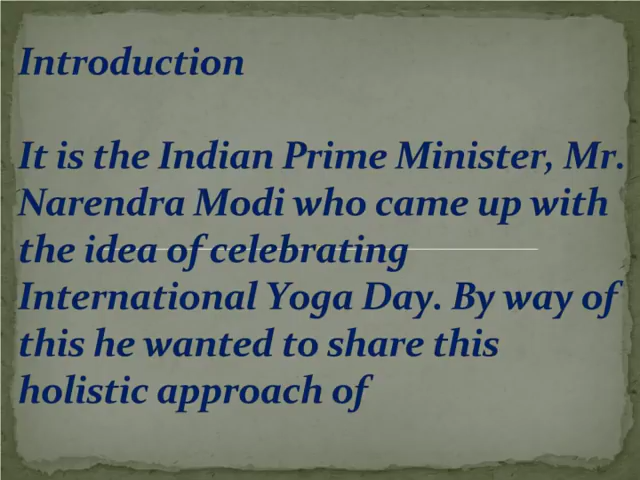 Introduction
It is the Indian Prime Minister, Mr.
Narendra Modi who came up with
the idea of celebrating
International Yoga Day. By way of
this he wanted to share this
holistic approach of